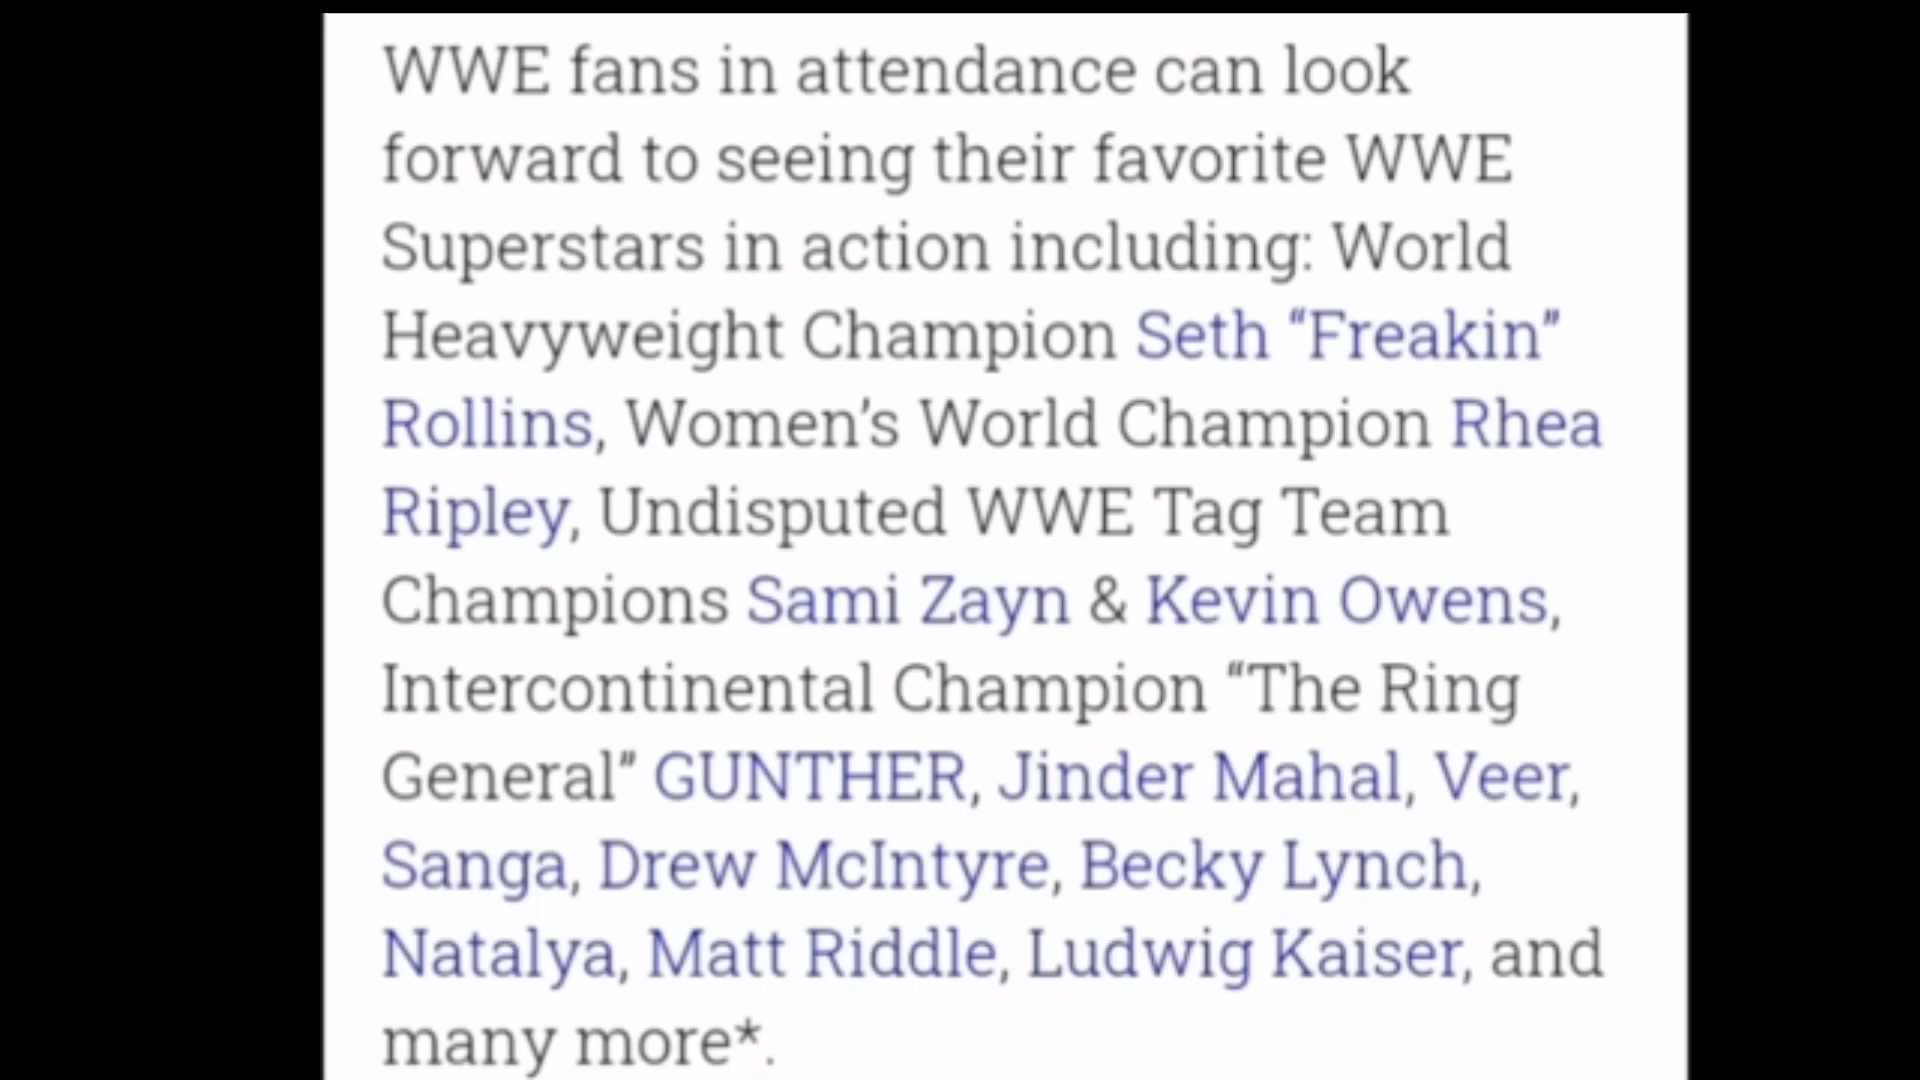 WWE fans in attendance can look
forward to seeing their favorite WWE
Superstars in action including: World
Heavyweight Champion Seth “Freakin”
Rollins, Women’s World Champion Rhea
Ripley, Undisputed WWE Tag Team
Champions Sami Zayn & Kevin Owens,
Intercontinental Champion “The Ring
General” GUNTHER, Jinder Mahal, Veer,
Sanga, Drew McIntyre, Becky Lynch,
Natalya, Matt Riddle, Ludwig Kaiser, and
many more*.